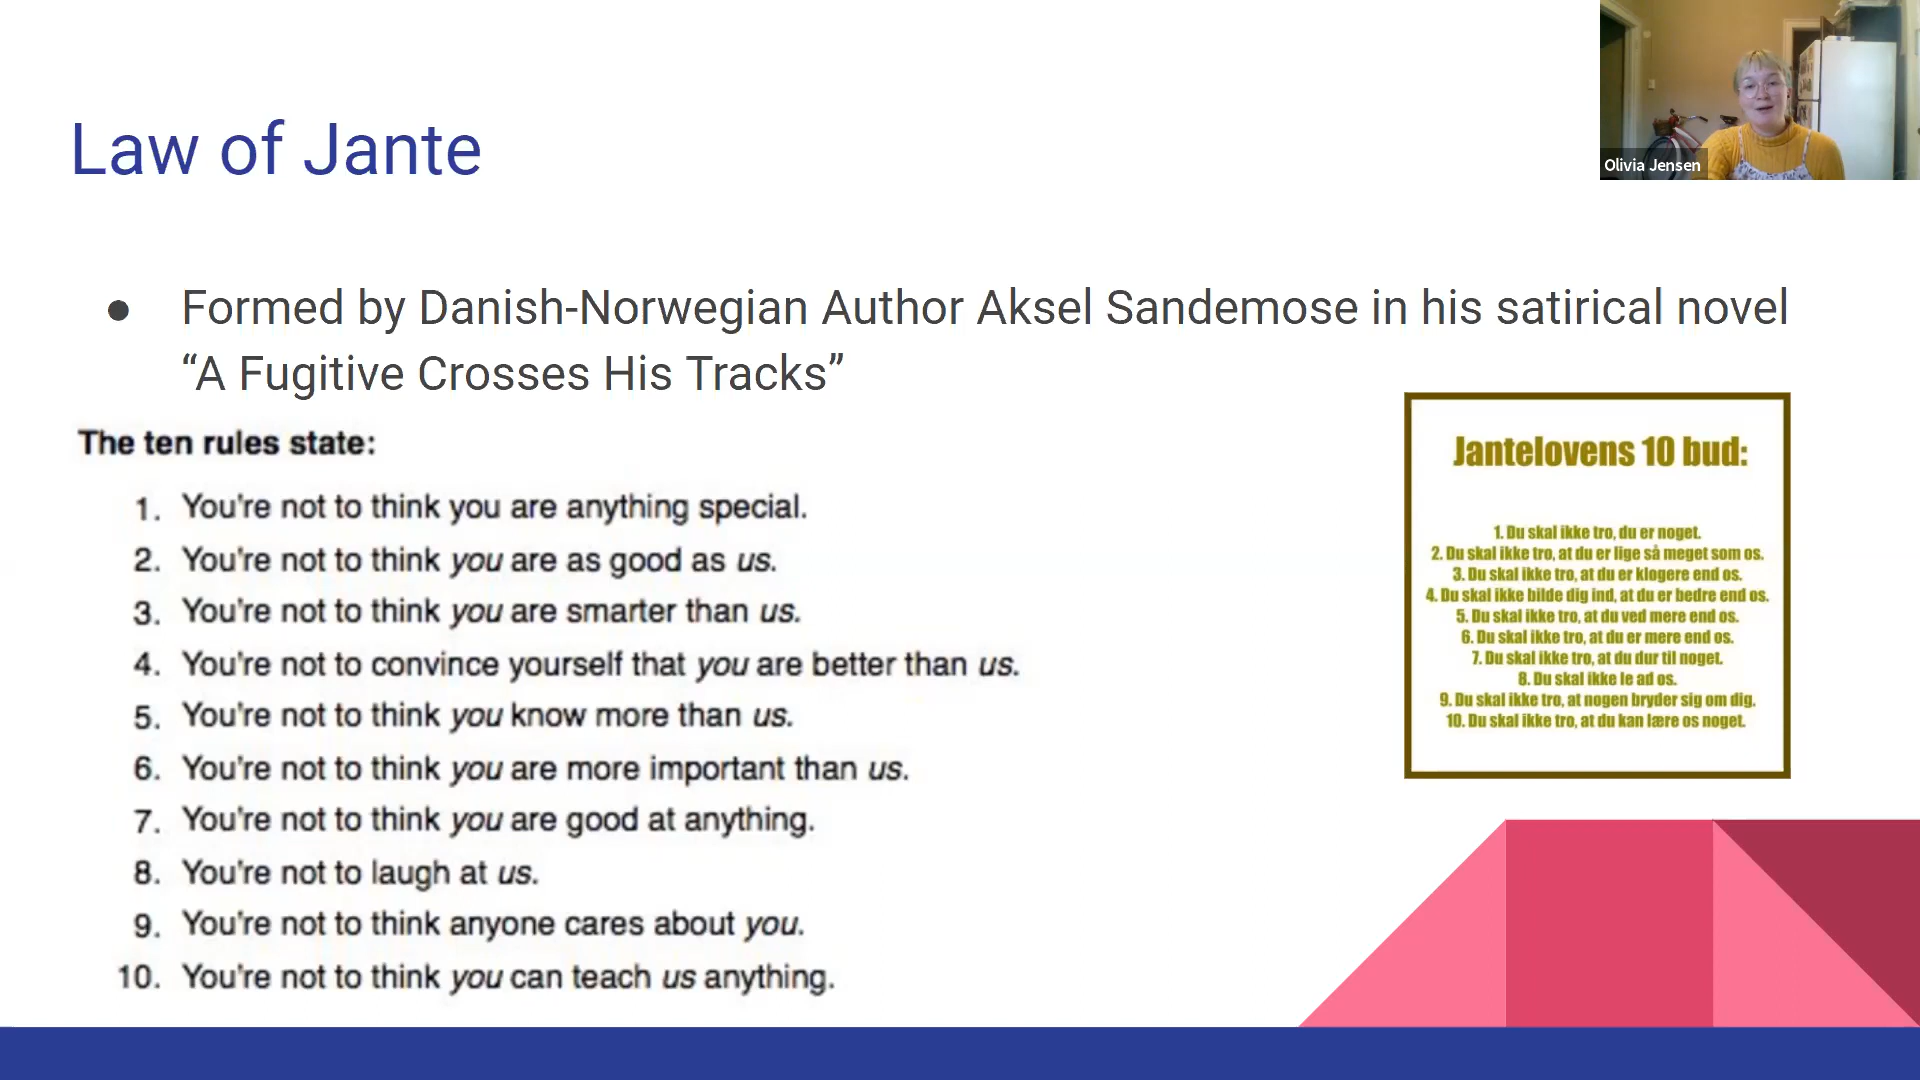 Law of Jante
Olivia Jensen
● Formed by Danish-Norwegian Author Aksel Sandemose in his satirical novel
“A Fugitive Crosses His Tracks”
The ten rules state:
1. You're not to think you are anything special.
2. You're not to think you are as good as us.
3. You're not to think you are smarter than us.
4. You're not to convince yourself that you are better than us.
5. You're not to think you know more than us.
6. You're not to think you are more important than us.
7. You're not to think you are good at anything.
8. You're not to laugh at us.
9. You're not to think anyone cares about you.
10. You're not to think you can teach us anything.
Jantelovens 10 bud:
1. Du skal ikke tro, du er noget.
2. Du skal ikke tro, at du er lige så meget som os.
3. Du skal ikke tro, at du er klogere end os.
4. Du skal ikke bilde dig ind, at du er bedre end os.
5. Du skal ikke tro, at du ved mere end os.
6. Du skal ikke tro, at du er mere end os.
7. Du skal ikke tro, at du dur til noget.
8. Du skal ikke le ad os.
9. Du skal ikke tro, at nogen bryder sig om dig.
10. Du skal ikke tro, at du kan lære os noget.